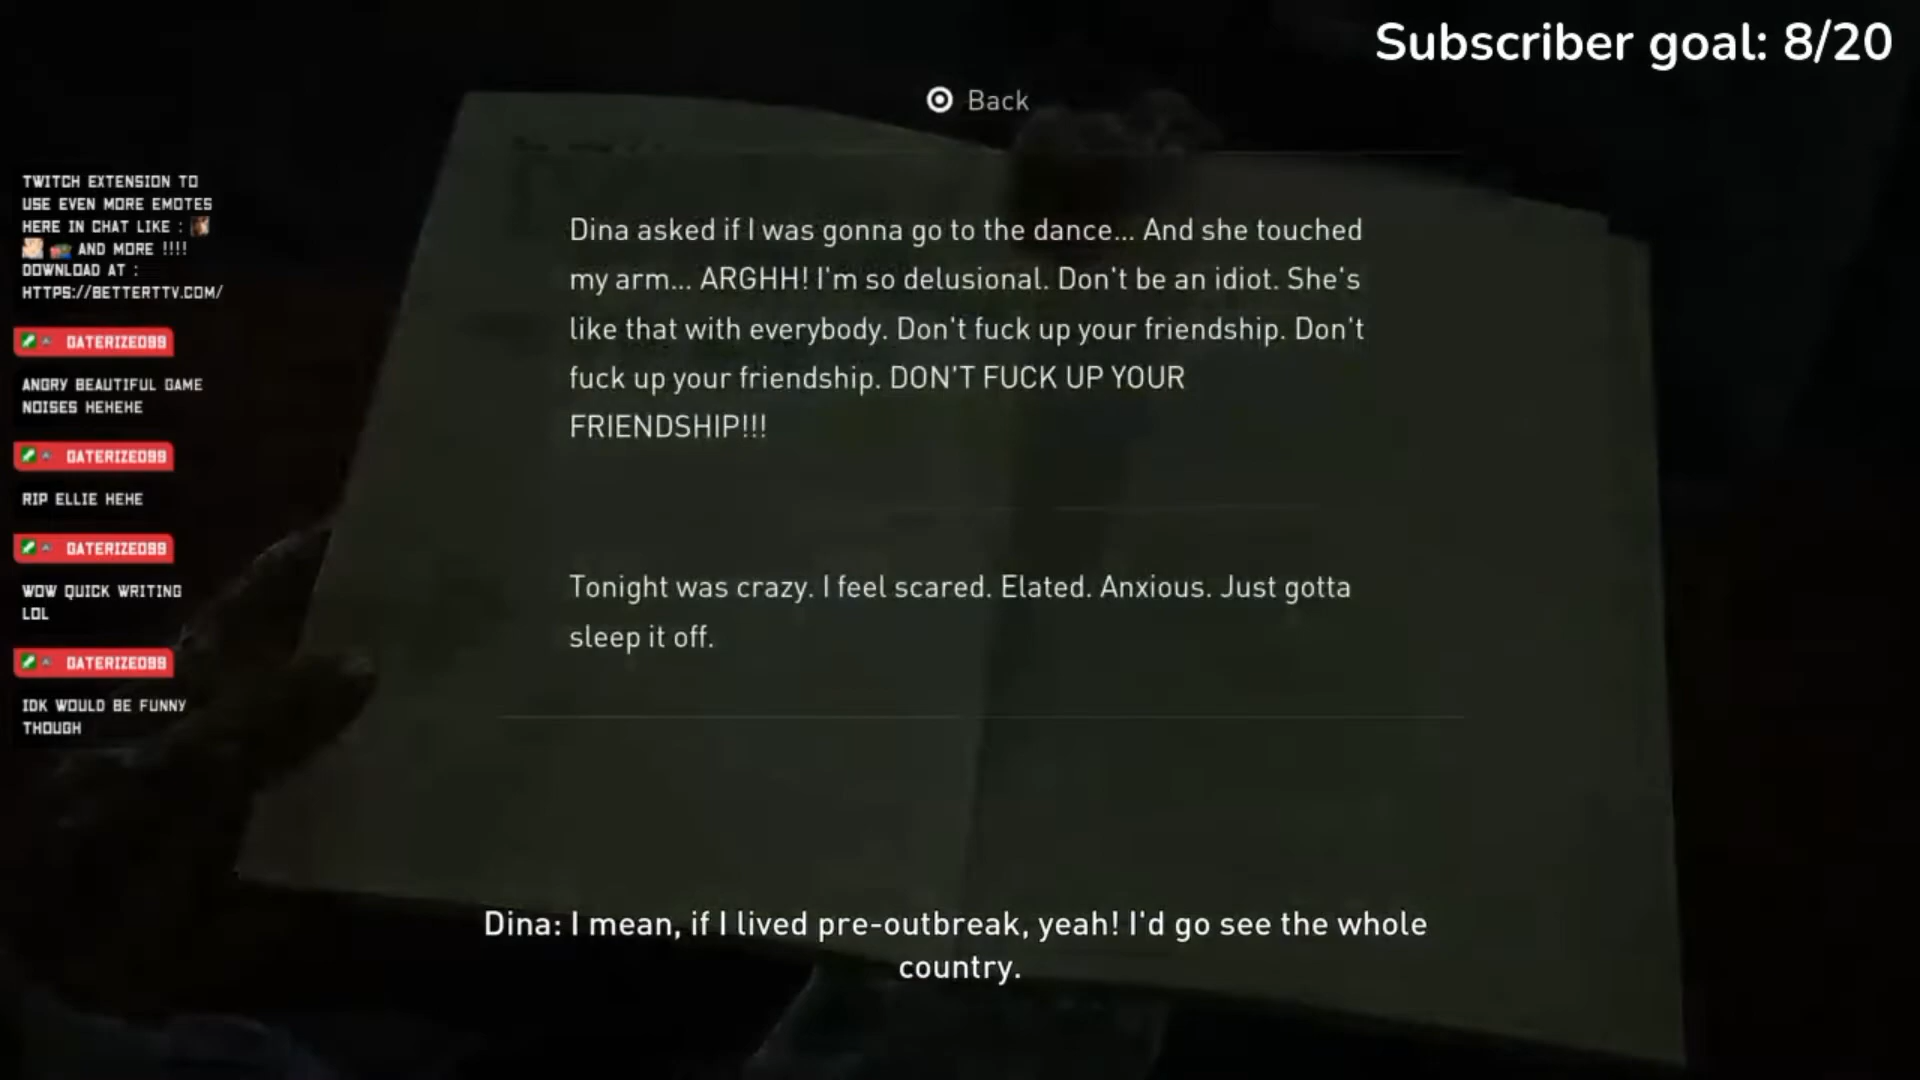 Subscriber goal: 8/20
Back
TWITCH EXTENSION TO
USE EVEN MORE EMOTES
HERE IN CHAT LIKE :
AND MORE !!!!
DOWNLOAD AT :
HTTPS://BETTERTTV.COM/
GATERIZED99
ANGRY BEAUTIFUL GAME
NOISES HEHEHE
GATERIZED99
RIP ELLIE HEHE
GATERIZED99
WOW QUICK WRITING
LOL
GATERIZED99
IDK WOULD BE FUNNY
THOUGH
Dina asked if I was gonna go to the dance... And she touched
my arm... ARGHH! I'm so delusional. Don't be an idiot. She's
like that with everybody. Don't fuck up your friendship. Don't
fuck up your friendship. DON'T FUCK UP YOUR
FRIENDSHIP!!!
Tonight was crazy. I feel scared. Elated. Anxious. Just gotta
sleep it off.
Dina: I mean, if I lived pre-outbreak, yeah! I'd go see the whole
country.